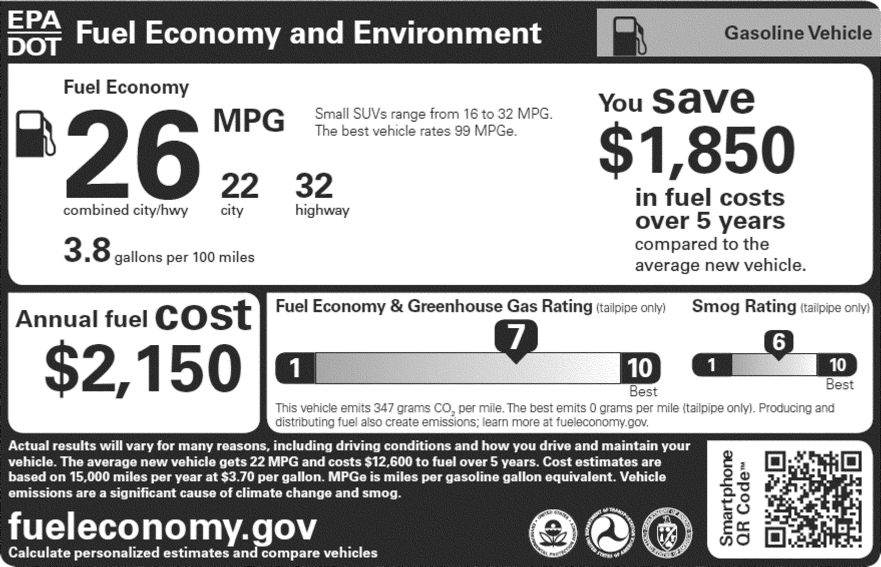 EPA
DOT
Fuel Economy and Environment
Gasoline Vehicle
Fuel Economy
26
MPG
Small SUVs range from 16 to 32 MPG.
The best vehicle rates 99 MPGe.
22
32
combined city/hwy
city
highway
3.8 gallons per 100 miles
You save
$1,850
in fuel costs
over 5 years
compared to the
average new vehicle.
Annual fuel cost
$2,150
Fuel Economy & Greenhouse Gas Rating (tailpipe only)
7
1
10
Best
Smog Rating (tailpipe only)
6
1
10
Best
This vehicle emits 347 grams CO₂ per mile. The best emits 0 grams per mile (tailpipe only). Producing and
distributing fuel also create emissions; learn more at fueleconomy.gov.
Actual results will vary for many reasons, including driving conditions and how you drive and maintain your
vehicle. The average new vehicle gets 22 MPG and costs $12,600 to fuel over 5 years. Cost estimates are
based on 15,000 miles per year at $3.70 per gallon. MPGe is miles per gasoline gallon equivalent. Vehicle
emissions are a significant cause of climate change and smog.
fueleconomy.gov
Calculate personalized estimates and compare vehicles
Smartphone
QR Code™